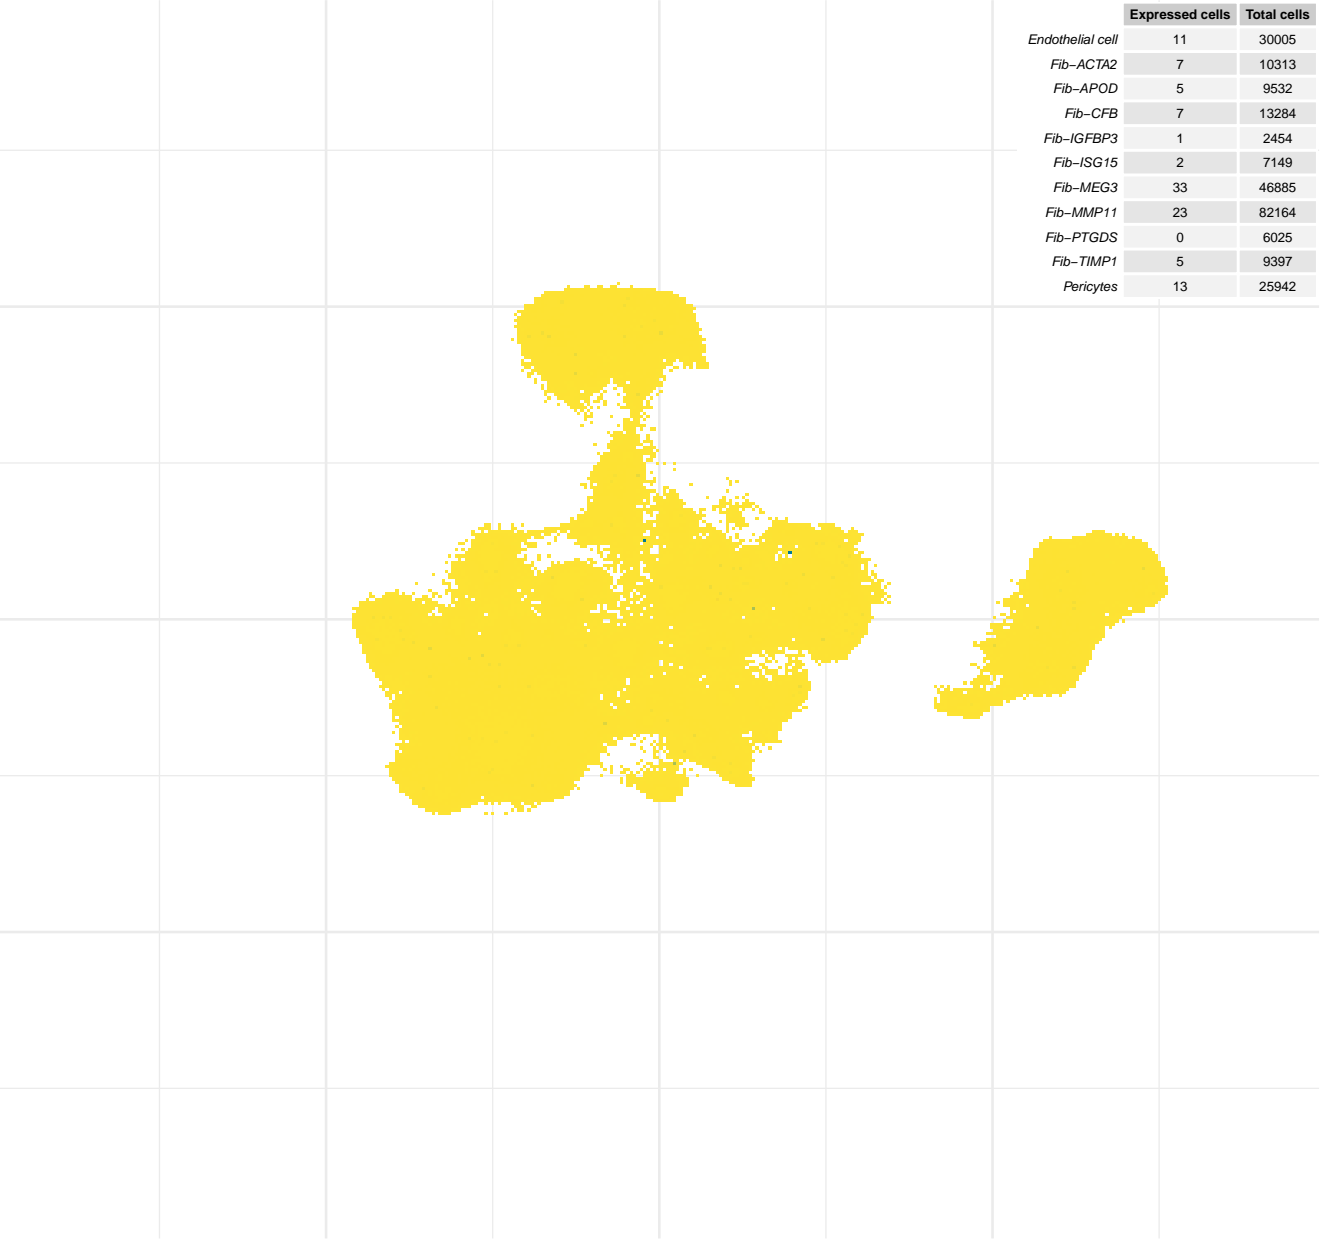 Expressed cells Total cells
Endothelial cell 11 30005
Fib−ACTA2 7 10313
Fib−APOD 5 9532
Fib−CFB 7 13284
Fib−IGFBP3 1 2454
Fib−ISG15 2 7149
Fib−MEG3 33 46885
Fib−MMP11 23 82164
Fib−PTGDS 0 6025
Fib−TIMP1 5 9397
Pericytes 13 25942